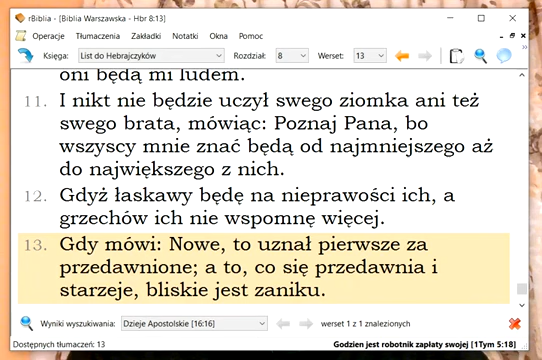 rBiblia - [Biblia Warszawska - Hbr 8:13]
Operacje Tłumaczenia Zakładki Notatki Okna Pomoc
Księga: List do Hebrajczyków Rozdział: 8 Werset: 13
oni będą mi ludem.
11. I nikt nie będzie uczył swego ziomka ani też
swego brata, mówiąc: Poznaj Pana, bo
wszyscy mnie znać będą od najmniejszego aż
do największego z nich.
12. Gdyż łaskawy będę na nieprawości ich, a
grzechów ich nie wspomnę więcej.
13. Gdy mówi: Nowe, to uznał pierwsze za
przedawnione; a to, co się przedawnia i
starzeje, bliskie jest zaniku.
Wyniki wyszukiwania: Dzieje Apostolskie [16:16] werset 1 z 1 znalezionych
Dostępnych tłumaczeń: 13 Godzien jest robotnik zapłaty swojej [1Tym 5:18]